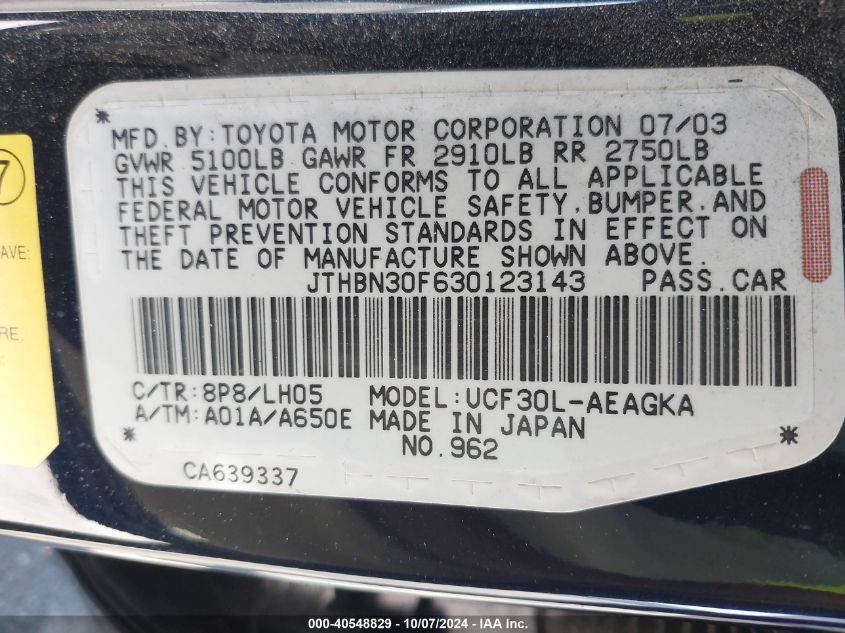 7
AVE:
RE.
MFD.BY:TOYOTA MOTOR CORPORATION 07/03
GVWR 5100LB GAWR FR 2910LB RR 2750LB
THIS VEHICLE CONFORMS TO ALL APPLICABLE
FEDERAL MOTOR VEHICLE SAFETY,BUMPER,AND
THEFT PREVENTION STANDARDS IN EFFECT ON
THE DATE OF MANUFACTURE SHOWN ABOVE.
JTHBN30F630123143 PASS.CAR
C/TR:8P8/LH05 MODEL:UCF30L-AEAGKA
A/TM:A01A/A650E MADE IN JAPAN
NO.962
CA639337
000-40548829 - 10/07/2024 - IAA Inc.